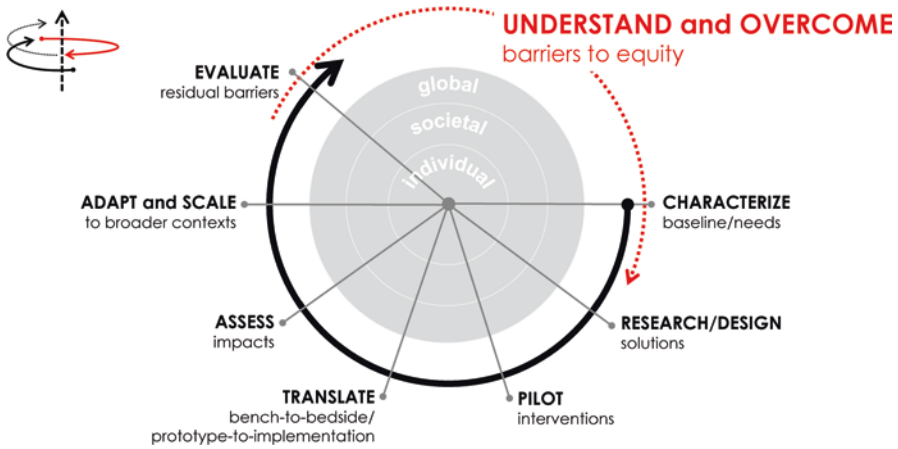 UNDERSTAND and OVERCOME
barriers to equity
EVALUATE
residual barriers
global
societal
individual
ADAPT and SCALE
to broader contexts
CHARACTERIZE
baseline/needs
ASSESS
impacts
RESEARCH/DESIGN
solutions
TRANSLATE
bench-to-bedside/
prototype-to-implementation
PILOT
interventions